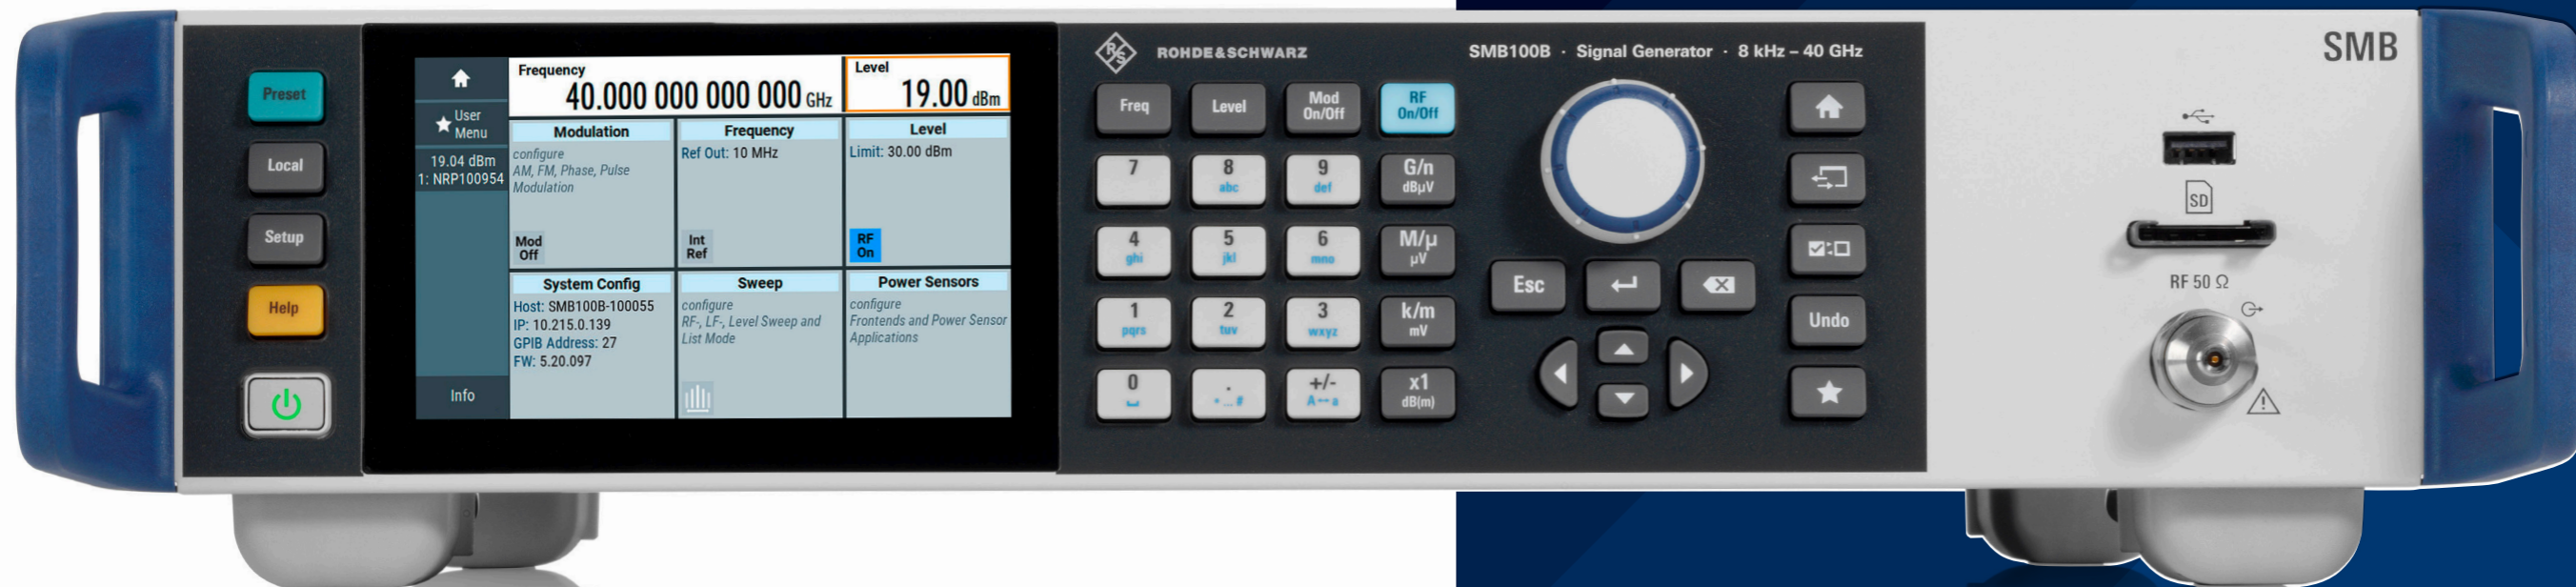 Preset
Local
Setup
Help
User
Menu
19.04 dBm
1: NRP100954
Info
Frequency
40.000 000 000 000 GHz
Level
19.00 dBm
Modulation
configure
AM, FM, Phase, Pulse
Modulation
Mod
Off
Frequency
Ref Out: 10 MHz
Int
Ref
Level
Limit: 30.00 dBm
RF
On
System Config
Host: SMB100B-100055
IP: 10.215.0.139
GPIB Address: 27
FW: 5.20.097
Sweep
configure
RF-, LF-, Level Sweep and
List Mode
Power Sensors
configure
Frontends and Power Sensor
Applications
R&S
ROHDE&SCHWARZ
SMB100B · Signal Generator · 8 kHz – 40 GHz
Freq
Level
Mod
On/Off
RF
On/Off
7
8
abc
9
def
G/n
dBµV
4
ghi
5
jkl
6
mno
M/µ
µV
1
pqrs
2
tuv
3
wxyz
k/m
mV
0
.
* ... #
+/-
A↔a
x1
dB(m)
Esc
Undo
SMB
SD
RF 50 Ω